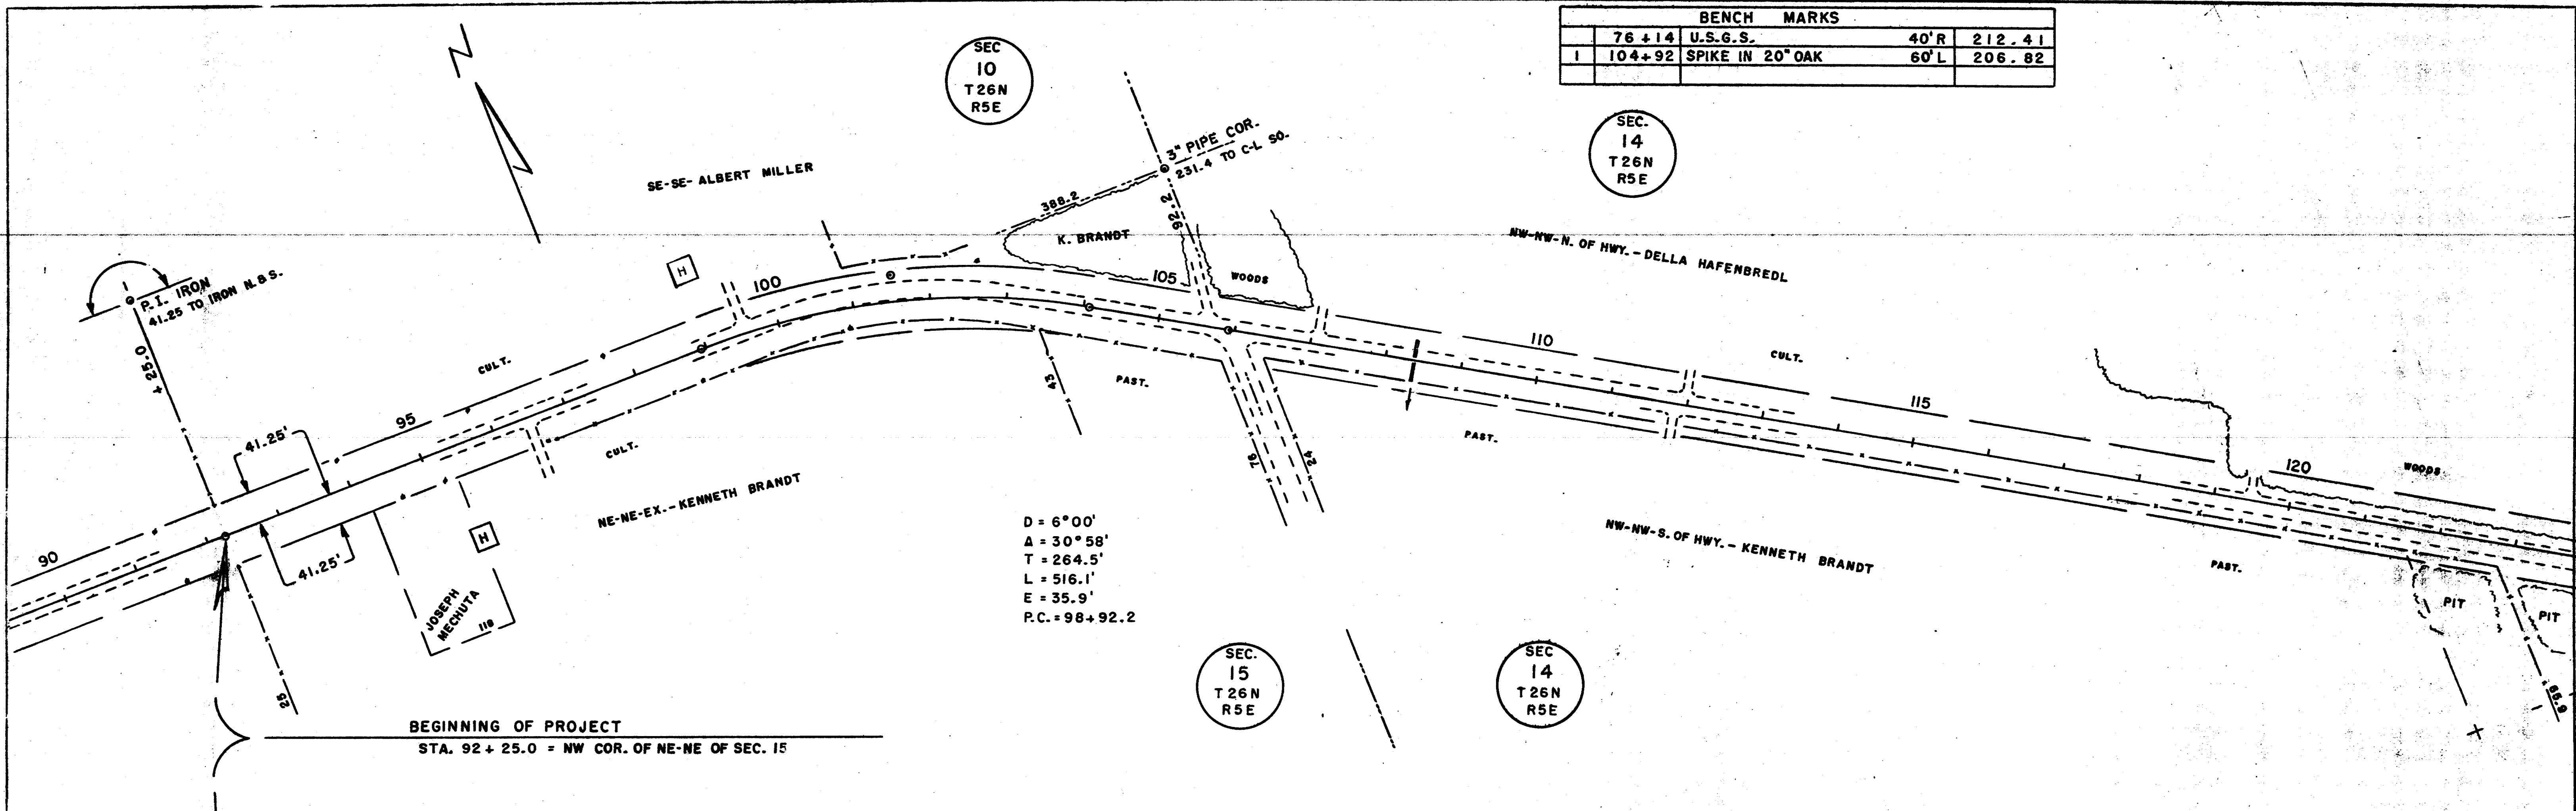 BENCH MARKS
76+14 U.S.G.S. 40'R 212.41
1 104+92 SPIKE IN 20" OAK 60'L 206.82
N
SEC
10
T26N
R5E
SEC.
14
T26N
R5E
3" PIPE COR.
231.4 TO C-L SO.
SE-SE- ALBERT MILLER
388.2
92.2
K. BRANDT
NW-NW-N. OF HWY. - DELLA HAFENBREDL
P.I. IRON
41.25 TO IRON N.&S.
H
100
105
WOODS
+ 25.0
CULT.
110
CULT.
95
43
PAST.
115
41.25'
CULT.
76
24
PAST.
120
WOODS
90
NE-NE-EX. - KENNETH BRANDT
H
41.25'
D = 6°00'
Δ = 30°58'
T = 264.5'
L = 516.1'
E = 35.9'
P.C. = 98+92.2
NW-NW-S. OF HWY. - KENNETH BRANDT
PAST.
JOSEPH
MECHUTA
118
PIT
PIT
25
SEC.
15
T26N
R5E
SEC
14
T26N
R5E
BEGINNING OF PROJECT
STA. 92 + 25.0 = NW COR. OF NE-NE OF SEC. 15